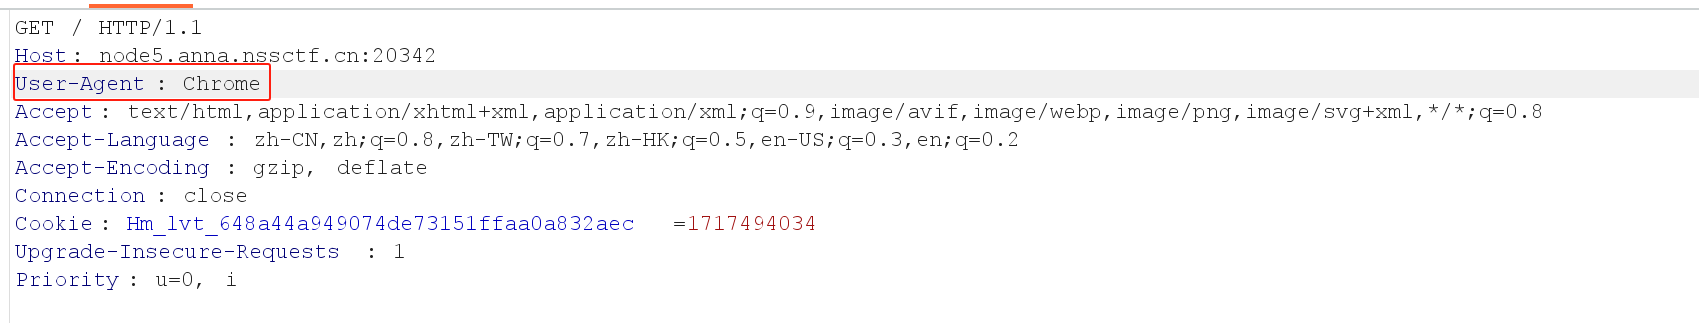 GET / HTTP/1.1
Host: node5.anna.nssctf.cn:20342
User-Agent : Chrome
Accept : text/html,application/xhtml+xml,application/xml;q=0.9,image/avif,image/webp,image/png,image/svg+xml,*/*;q=0.8
Accept-Language : zh-CN,zh;q=0.8,zh-TW;q=0.7,zh-HK;q=0.5,en-US;q=0.3,en;q=0.2
Accept-Encoding : gzip, deflate
Connection : close
Cookie : Hm_lvt_648a44a949074de73151ffaa0a832aec =1717494034
Upgrade-Insecure-Requests : 1
Priority : u=0, i